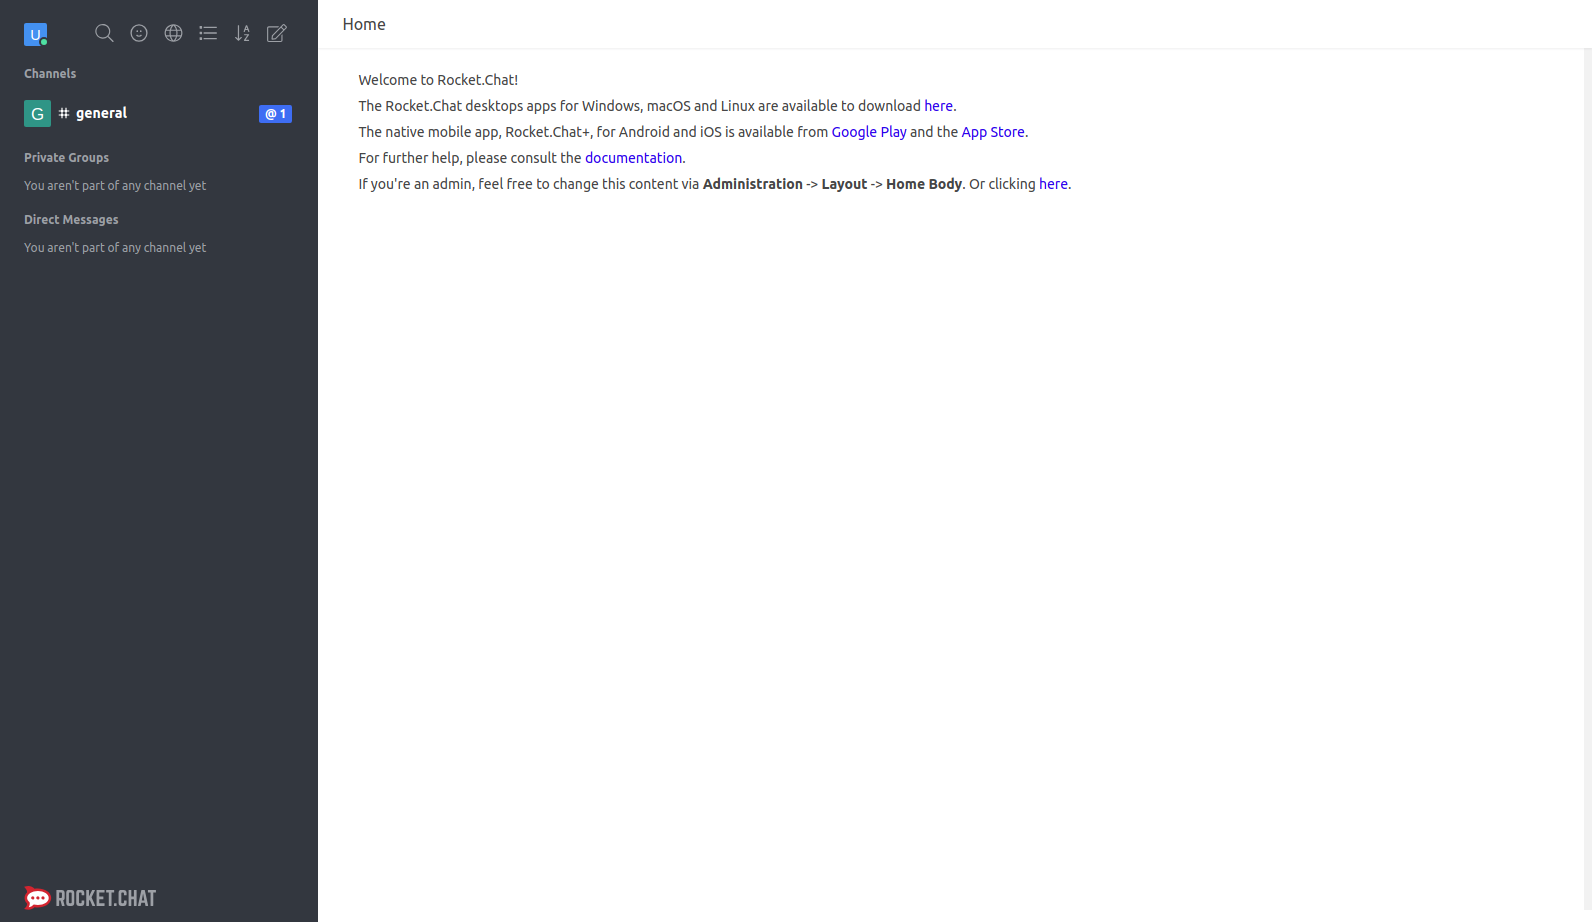 U
A
Z
Home
Channels
G
general
@ 1
Private Groups
You aren't part of any channel yet
Direct Messages
You aren't part of any channel yet
Welcome to Rocket.Chat!
The Rocket.Chat desktops apps for Windows, macOS and Linux are available to download here.
The native mobile app, Rocket.Chat+, for Android and iOS is available from Google Play and the App Store.
For further help, please consult the documentation.
If you're an admin, feel free to change this content via Administration -> Layout -> Home Body. Or clicking here.
ROCKET.CHAT